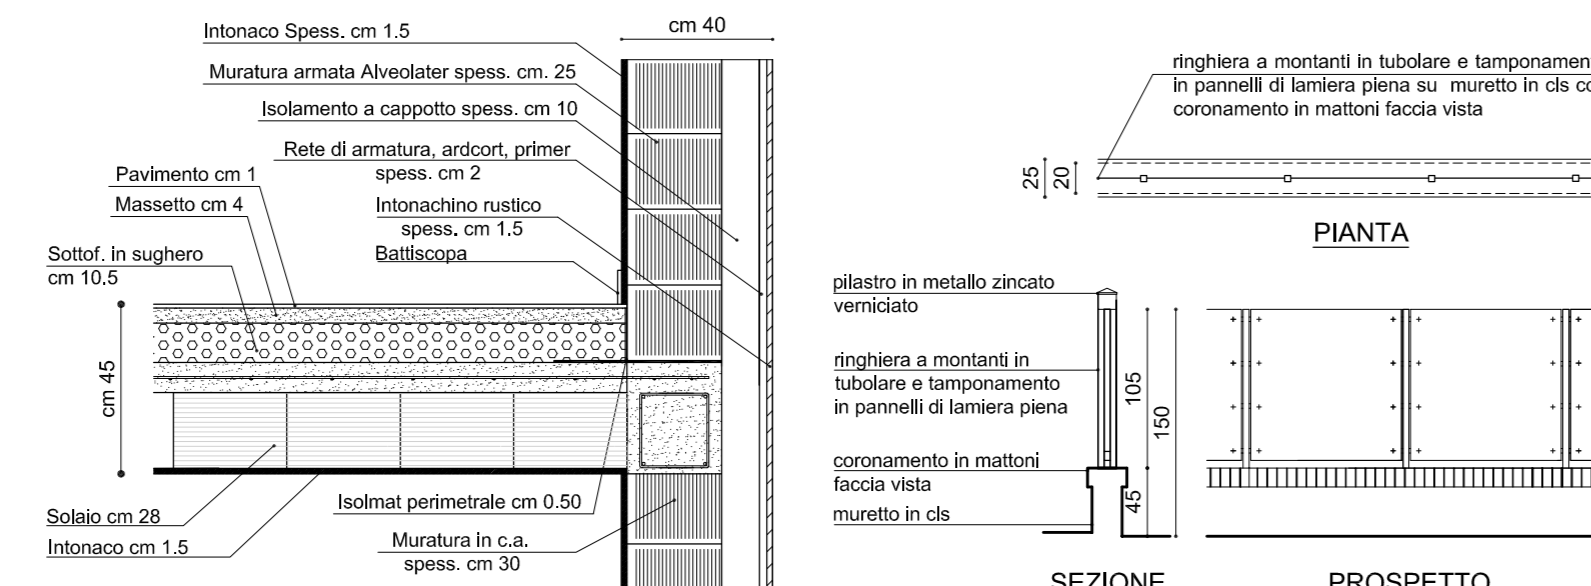 cm 40
Intonaco Spess. cm 1.5
Muratura armata Alveolater spess. cm. 25
Isolamento a cappotto spess. cm 10
Rete di armatura, ardcort, primer
spess. cm 2
Pavimento cm 1
Massetto cm 4
Intonachino rustico
spess. cm 1.5
Sottof. in sughero
cm 10.5
Battiscopa
cm 45
Isolmat perimetrale cm 0.50
Solaio cm 28
Intonaco cm 1.5
Muratura in c.a.
spess. cm 30
ringhiera a montanti in tubolare e tamponamen
in pannelli di lamiera piena su muretto in cls co
coronamento in mattoni faccia vista
25
20
PIANTA
pilastro in metallo zincato
verniciato
ringhiera a montanti in
tubolare e tamponamento
in pannelli di lamiera piena
coronamento in mattoni
faccia vista
muretto in cls
105
150
45
SEZIONE
PROSPETTO